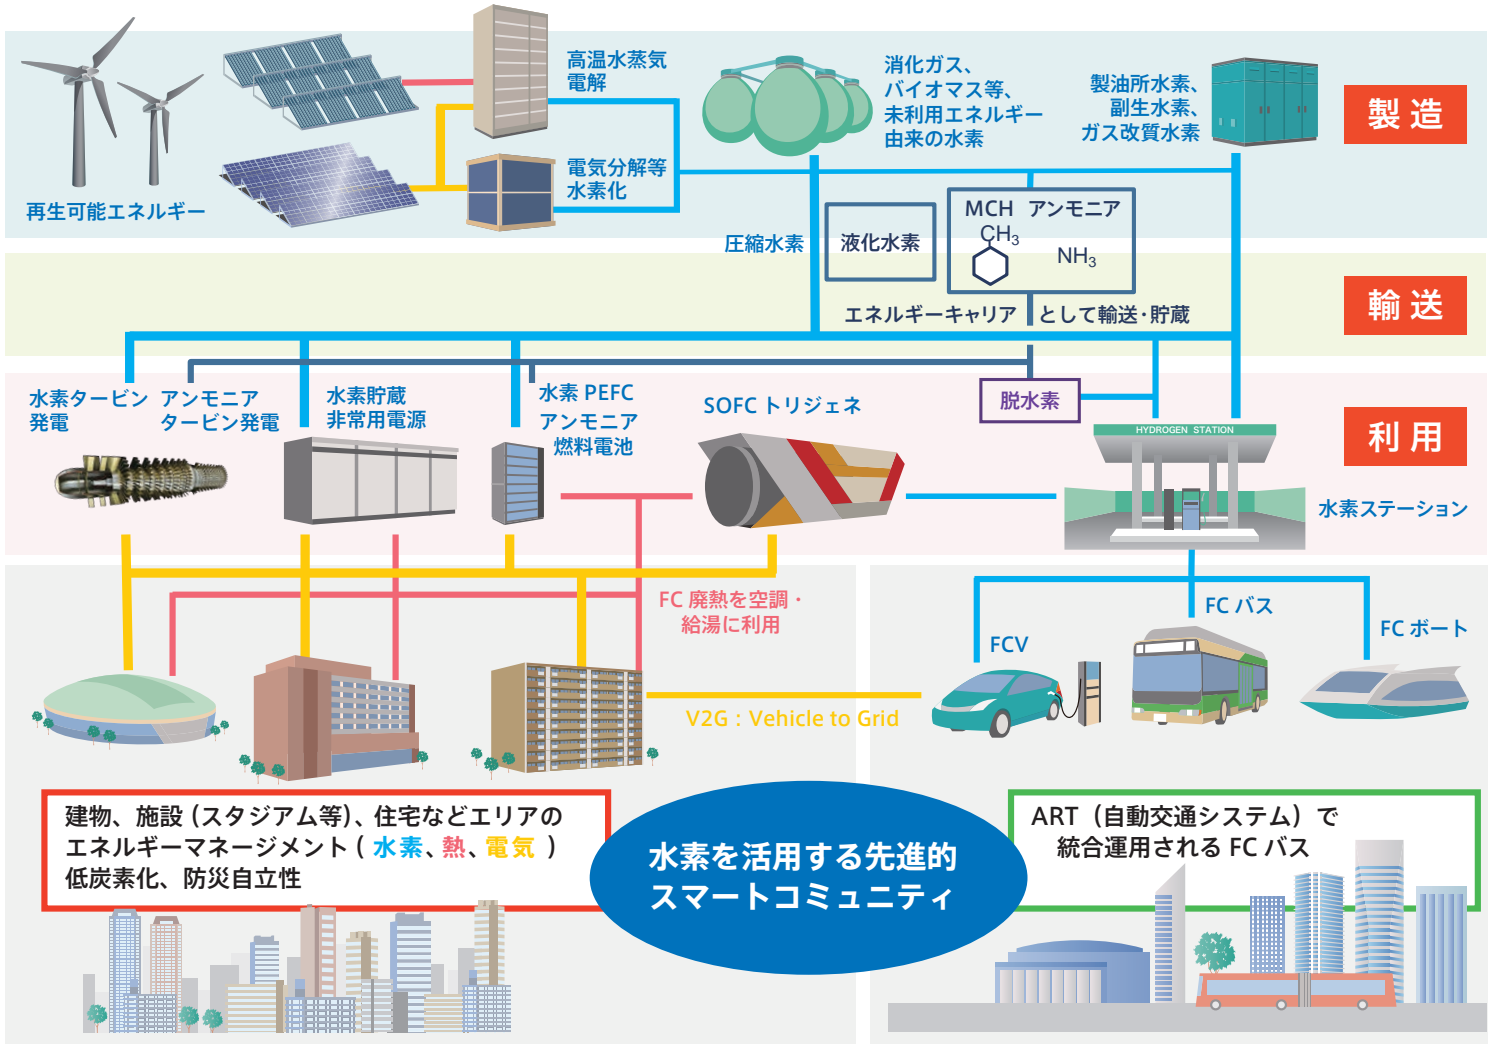 再生可能エネルギー
高温水蒸気
電解
電気分解等
水素化
消化ガス、
バイオマス等、
未利用エネルギー
由来の水素
製油所水素、
副生水素、
ガス改質水素
製造
圧縮水素
液化水素
MCH アンモニア
CH3
NH3
エネルギーキャリア として輸送・貯蔵
輸送
水素タービン
発電
アンモニア
タービン発電
水素貯蔵
非常用電源
水素 PEFC
アンモニア
燃料電池
SOFC トリジェネ
脱水素
利用
HYDROGEN STATION
水素ステーション
FC 廃熱を空調・
給湯に利用
FCV
FC バス
FC ボート
V2G : Vehicle to Grid
建物、施設 (スタジアム等)、住宅などエリアの
エネルギーマネージメント ( 水素、熱、電気 )
低炭素化、防災自立性
水素を活用する先進的
スマートコミュニティ
ART（自動交通システム）で
統合運用される FC バス